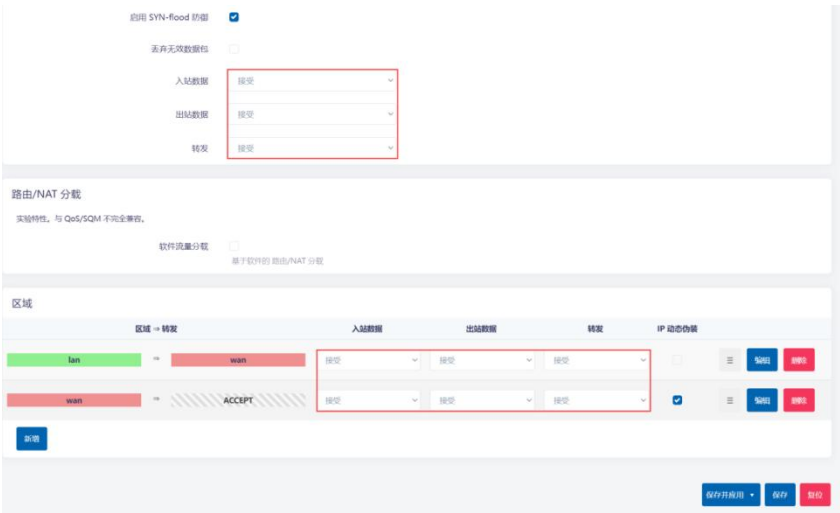 启用 SYN-flood 防御
丢弃无效数据包
入站数据 接受
出站数据 接受
转发 接受
路由/NAT 分载
实验特性。与 QoS/SQM 不完全兼容。
软件流量分载
基于软件的 路由/NAT 分载
区域
区域 ⇒ 转发 入站数据 出站数据 转发 IP 动态伪装
lan ⇒ wan 接受 接受 接受 编辑 删除
wan ⇒ ACCEPT 接受 接受 接受 编辑 删除
新增
保存并应用 保存 复位